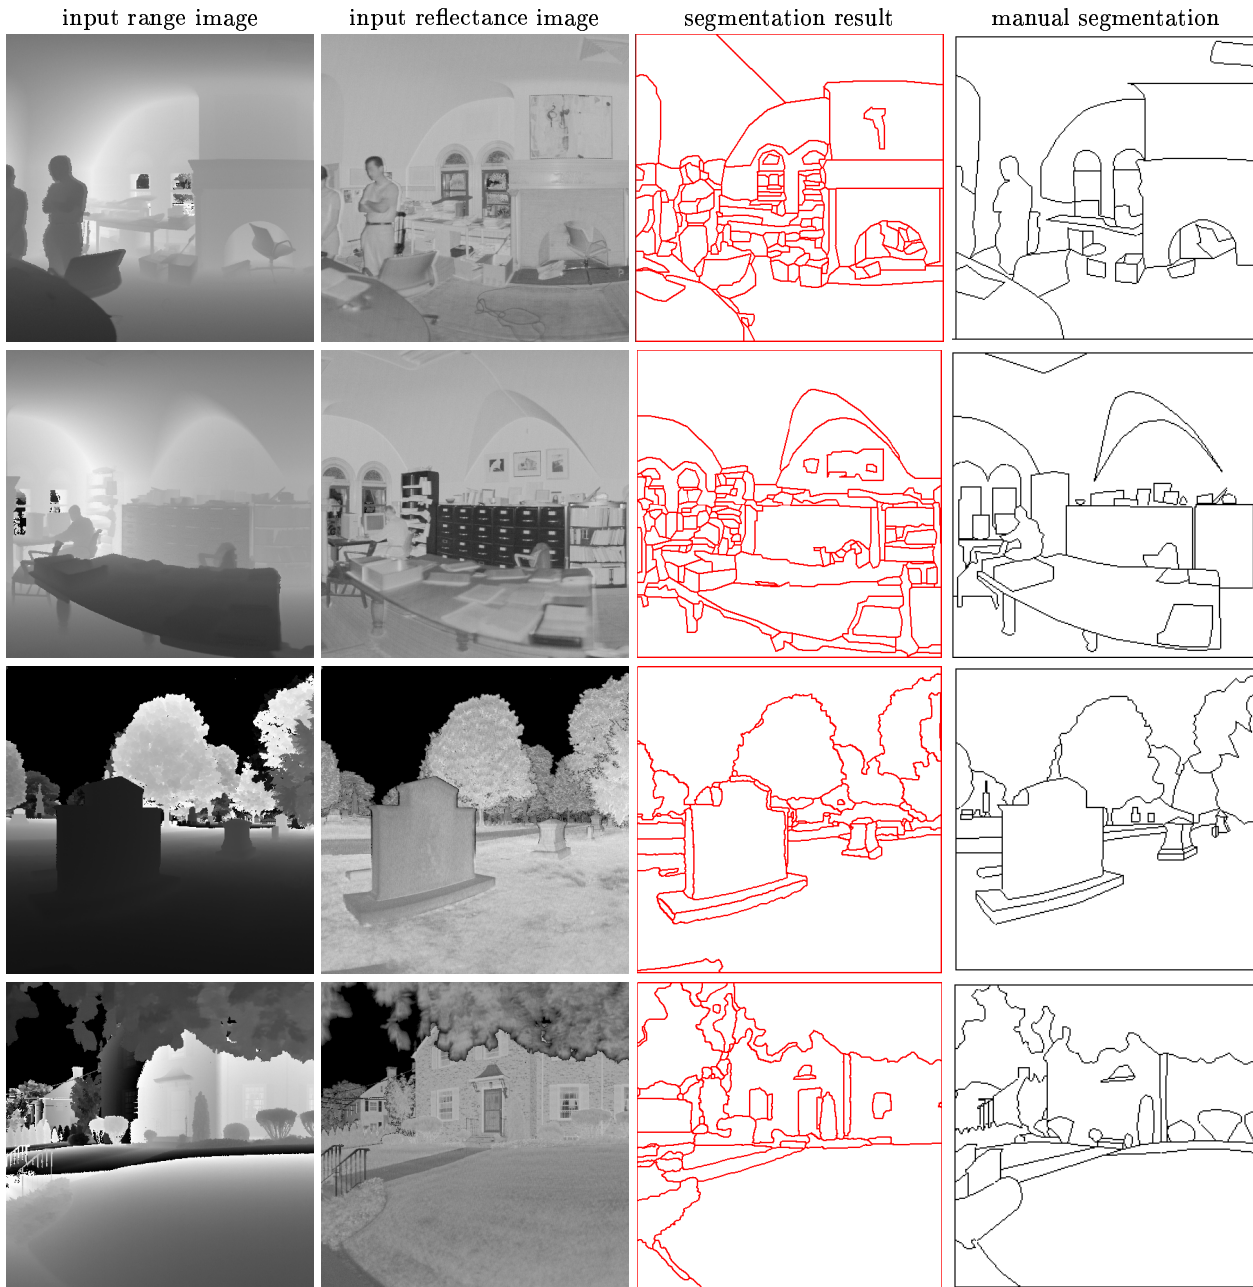 input range image
input reflectance image
segmentation result
manual segmentation